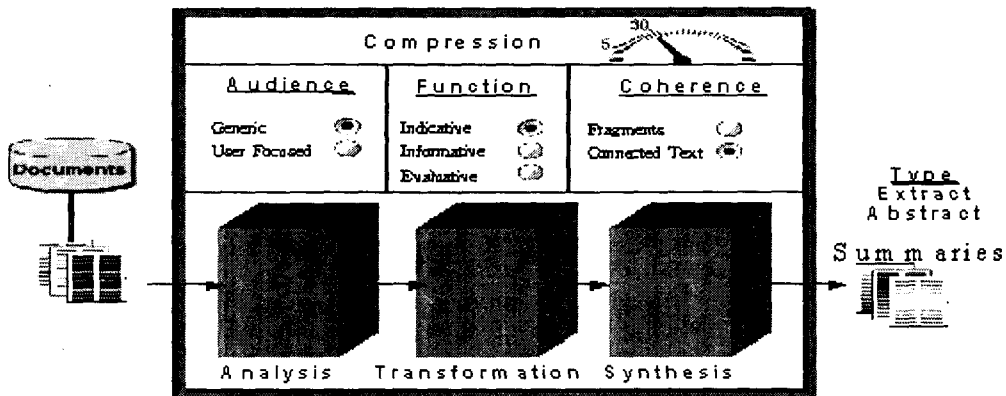 Compression
5
30
Audience
Generic
User Focused
Function
Indicative
Informative
Evaluative
Coherence
Fragments
Connected Text
Documents
Type
Extract
Abstract
Summaries
Analysis
Transformation
Synthesis